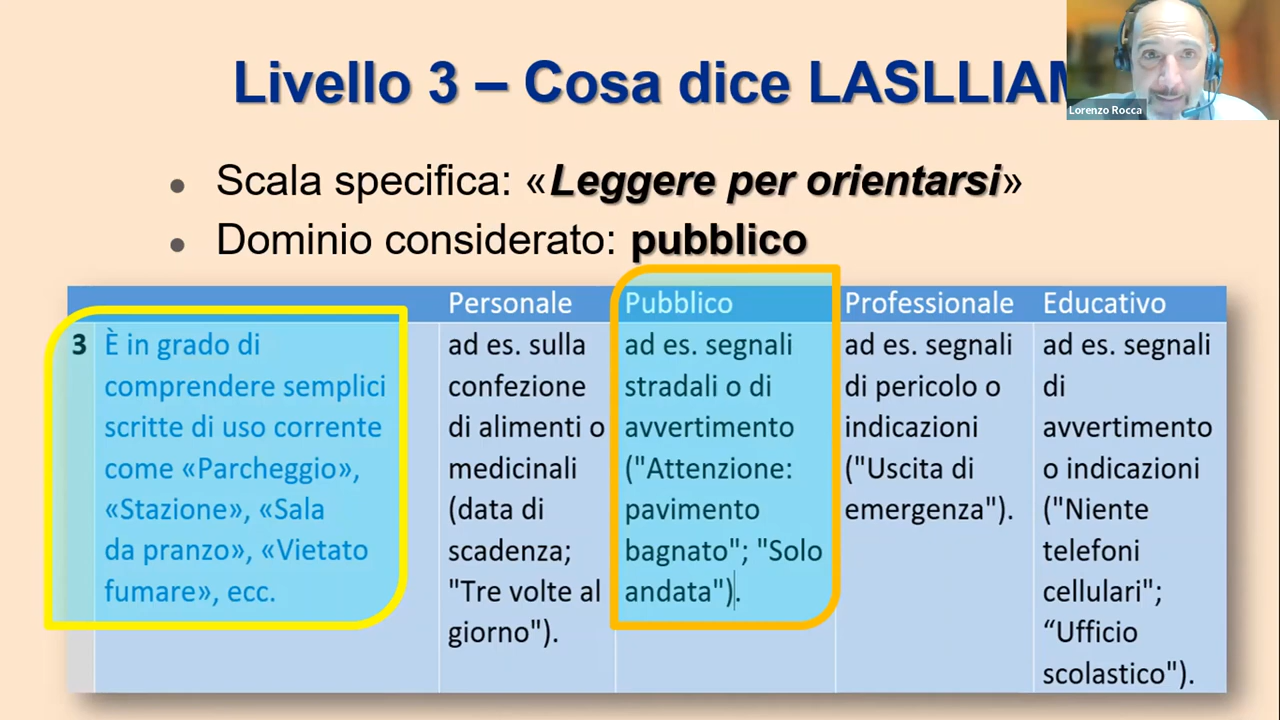 Livello 3 – Cosa dice LASLLIAM
Lorenzo Rocca
Scala specifica: «Leggere per orientarsi»
Dominio considerato: pubblico
Personale
Pubblico
Professionale
Educativo
3
È in grado di
comprendere semplici
scritte di uso corrente
come «Parcheggio»,
«Stazione», «Sala
da pranzo», «Vietato
fumare», ecc.
ad es. sulla
confezione
di alimenti o
medicinali
(data di
scadenza;
"Tre volte al
giorno").
ad es. segnali
stradali o di
avvertimento
("Attenzione:
pavimento
bagnato"; "Solo
andata").
ad es. segnali
di pericolo o
indicazioni
("Uscita di
emergenza").
ad es. segnali
di
avvertimento
o indicazioni
("Niente
telefoni
cellulari";
“Ufficio
scolastico").